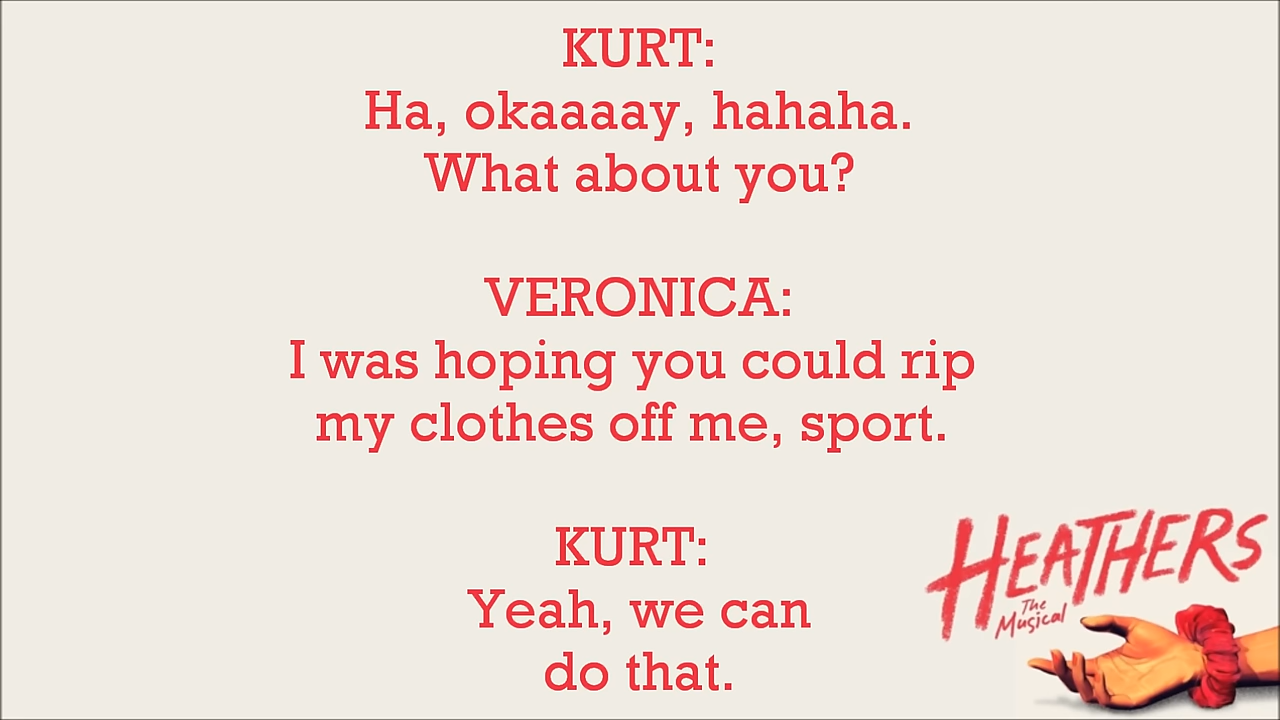 KURT:
Ha, okaaaay, hahaha.
What about you?
VERONICA:
I was hoping you could rip
my clothes off me, sport.
KURT:
Yeah, we can
do that.
HEATHERS
The
Musical